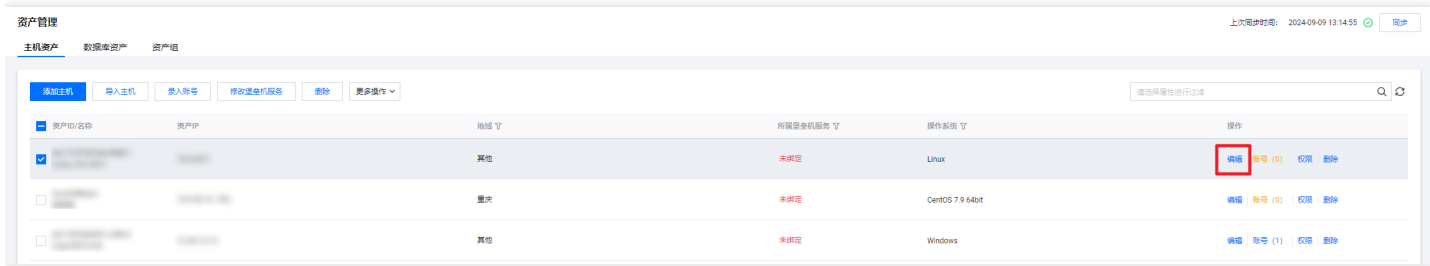 资产管理
上次同步时间: 2024-09-09 13:14:55 同步
主机资产 数据库资产 资产组
添加主机 导入主机 录入账号 修改堡垒机服务 删除 更多操作 请选择属性进行过滤
资产ID/名称 资产IP 地域 所属堡垒机服务 操作系统 操作
其他 未绑定 Linux 编辑 账号 (0) 权限 删除
重庆 未绑定 CentOS 7.9 64bit 编辑 账号 (0) 权限 删除
其他 未绑定 Windows 编辑 账号 (1) 权限 删除